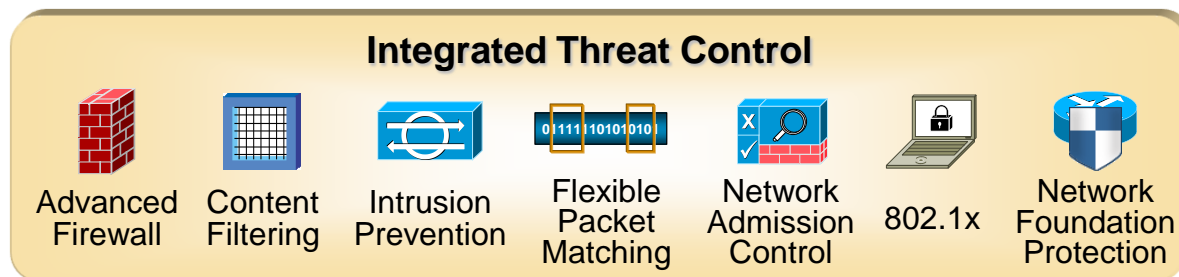 Integrated Threat Control
011111101010101
X
Advanced
Firewall
Content
Filtering
Intrusion
Prevention
Flexible
Packet
Matching
Network
Admission
Control
802.1x
Network
Foundation
Protection